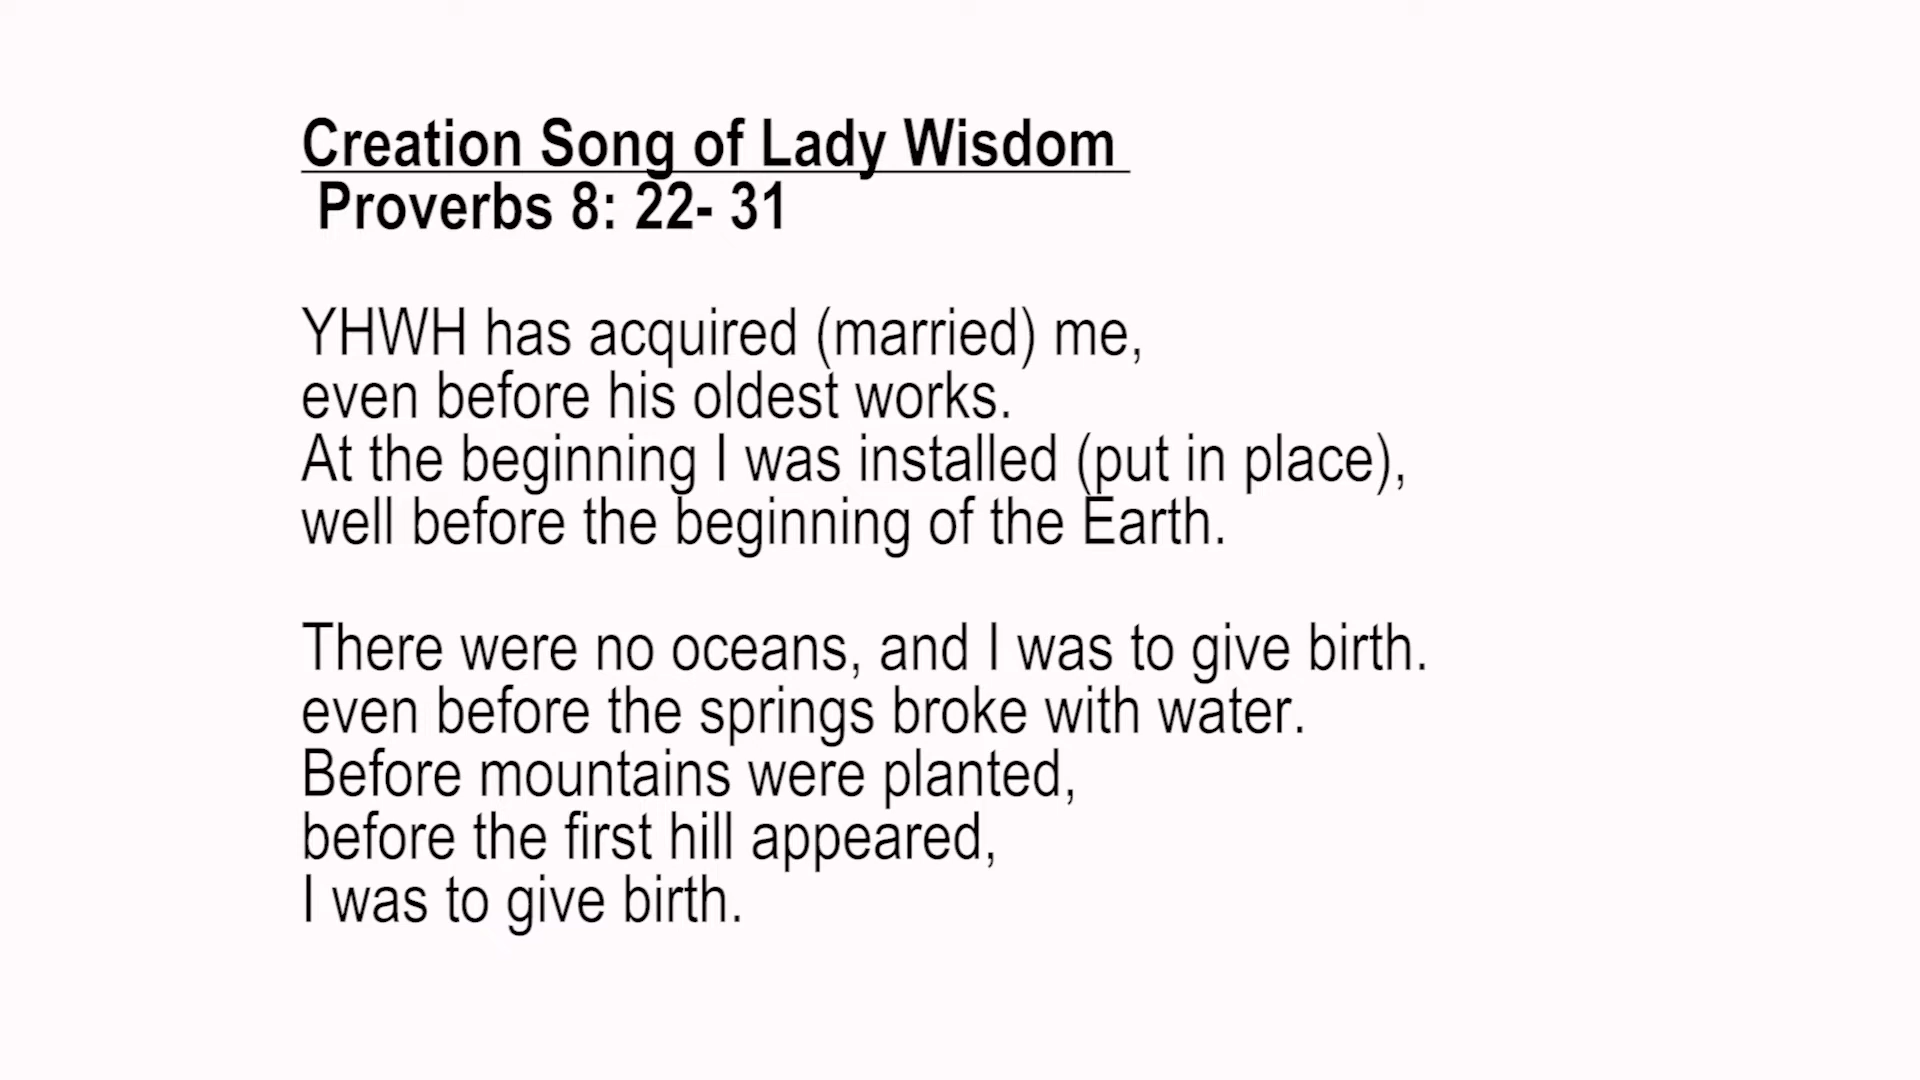 Creation Song of Lady Wisdom
Proverbs 8: 22- 31
YHWH has acquired (married) me,
even before his oldest works.
At the beginning I was installed (put in place),
well before the beginning of the Earth.
There were no oceans, and I was to give birth.
even before the springs broke with water.
Before mountains were planted,
before the first hill appeared,
I was to give birth.